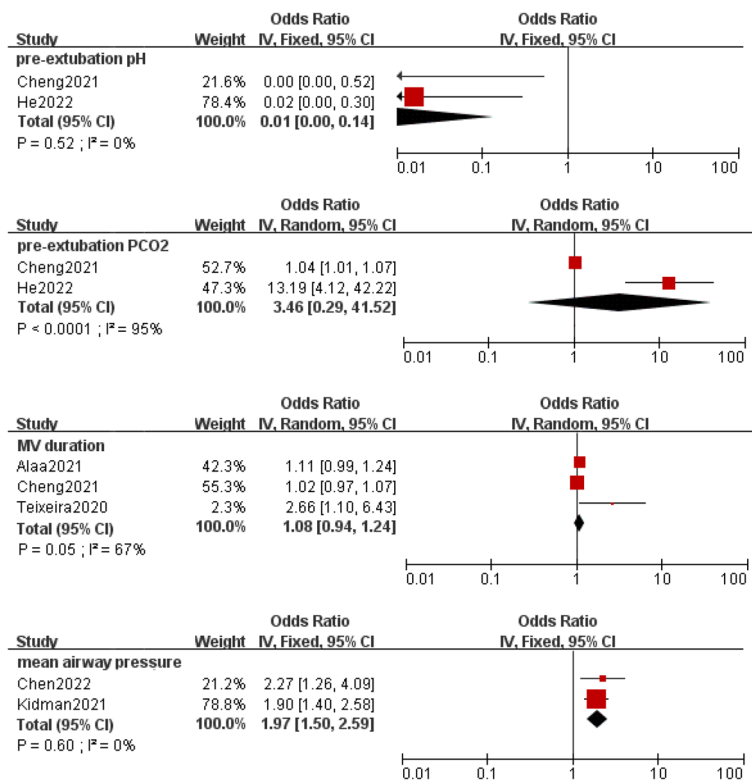 Odds Ratio Odds Ratio
Study Weight IV, Fixed, 95% CI IV, Fixed, 95% CI
pre-extubation pH
Cheng2021 21.6% 0.00 [0.00, 0.52]
He2022 78.4% 0.02 [0.00, 0.30]
Total (95% CI) 100.0% 0.01 [0.00, 0.14]
P = 0.52 ; I² = 0%
0.01 0.1 1 10 100
Odds Ratio Odds Ratio
Study Weight IV, Random, 95% CI IV, Random, 95% CI
pre-extubation PCO2
Cheng2021 52.7% 1.04 [1.01, 1.07]
He2022 47.3% 13.19 [4.12, 42.22]
Total (95% CI) 100.0% 3.46 [0.29, 41.52]
P < 0.0001 ; I² = 95%
0.01 0.1 1 10 100
Odds Ratio Odds Ratio
Study Weight IV, Random, 95% CI IV, Random, 95% CI
MV duration
Alaa2021 42.3% 1.11 [0.99, 1.24]
Cheng2021 55.3% 1.02 [0.97, 1.07]
Teixeira2020 2.3% 2.66 [1.10, 6.43]
Total (95% CI) 100.0% 1.08 [0.94, 1.24]
P = 0.05 ; I² = 67%
0.01 0.1 1 10 100
Odds Ratio Odds Ratio
Study Weight IV, Fixed, 95% CI IV, Fixed, 95% CI
mean airway pressure
Chen2022 21.2% 2.27 [1.26, 4.09]
Kidman2021 78.8% 1.90 [1.40, 2.58]
Total (95% CI) 100.0% 1.97 [1.50, 2.59]
P = 0.60 ; I² = 0%
0.01 0.1 1 10 100